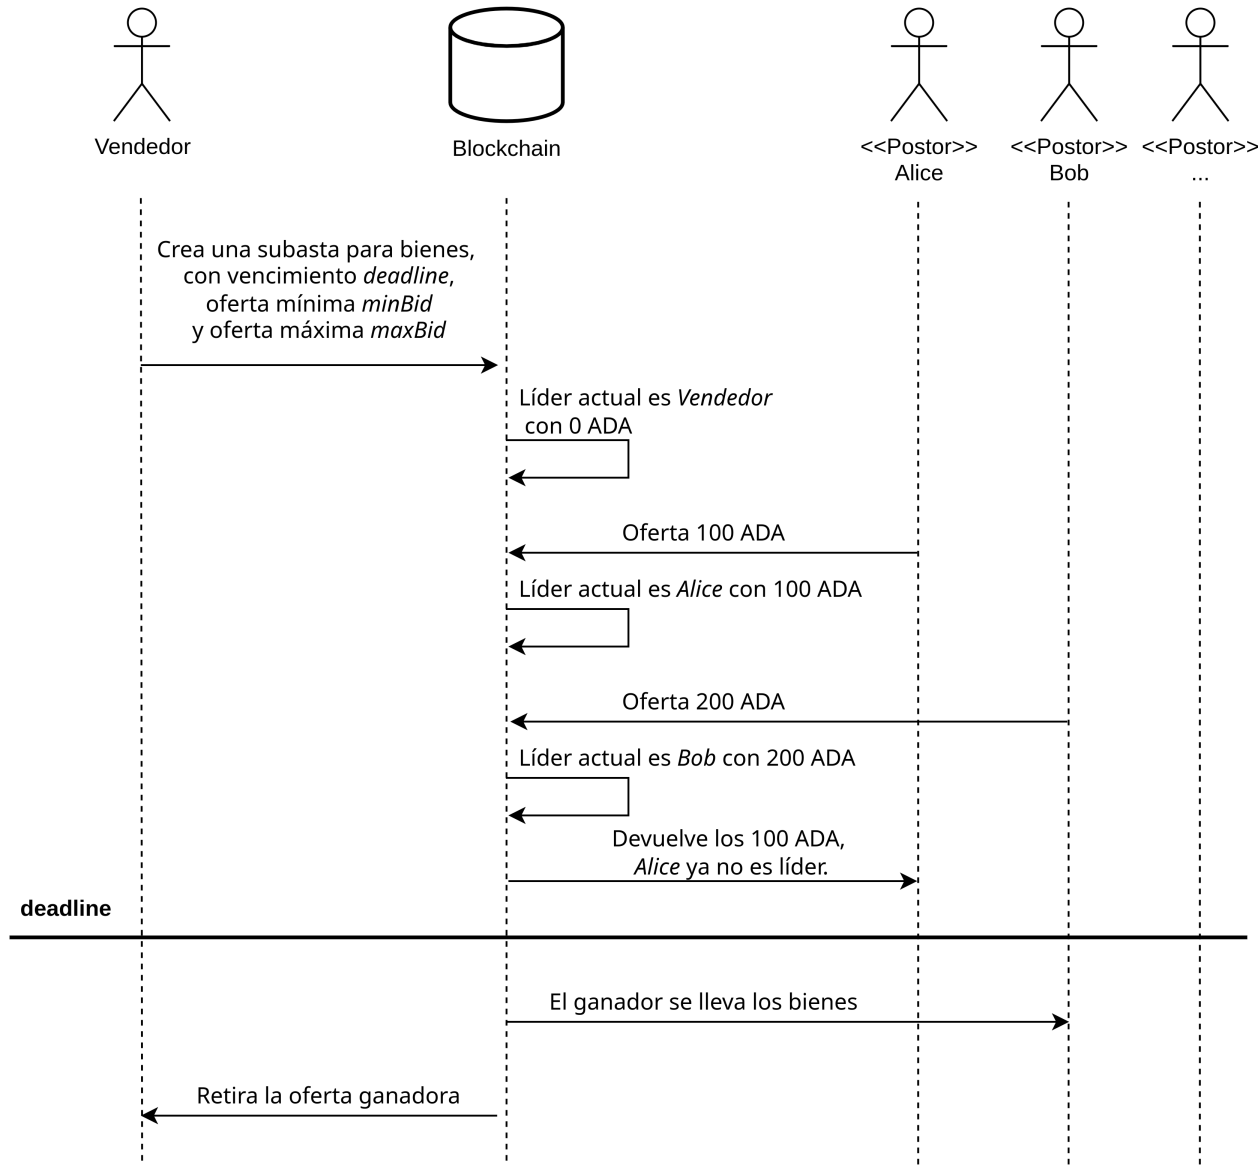 Vendedor
Blockchain
<<Postor>>
Alice
<<Postor>>
Bob
<<Postor>>
...
Crea una subasta para bienes,
con vencimiento deadline,
oferta mínima minBid
y oferta máxima maxBid
Líder actual es Vendedor
con 0 ADA
Oferta 100 ADA
Líder actual es Alice con 100 ADA
Oferta 200 ADA
Líder actual es Bob con 200 ADA
Devuelve los 100 ADA,
Alice ya no es líder.
deadline
El ganador se lleva los bienes
Retira la oferta ganadora